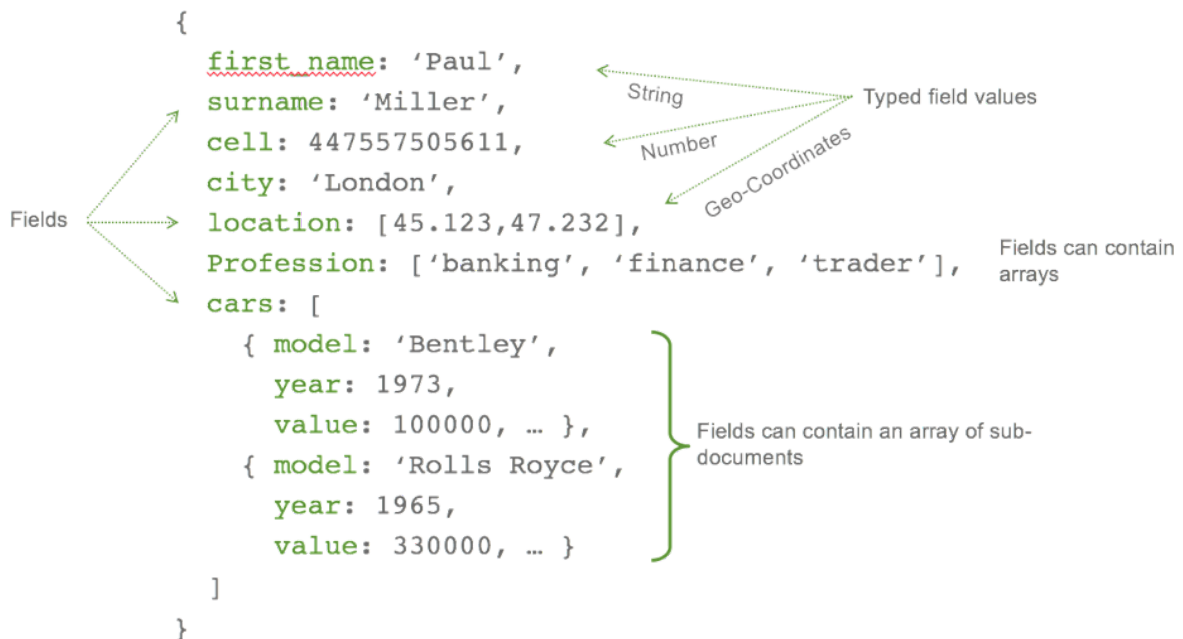 {
first_name: ‘Paul’,
surname: ‘Miller’,
cell: 447557505611,
city: ‘London’,
location: [45.123,47.232],
Profession: [‘banking’, ‘finance’, ‘trader’],
cars: [
{ model: ‘Bentley’,
year: 1973,
value: 100000, … },
{ model: ‘Rolls Royce’,
year: 1965,
value: 330000, … }
]
}
Fields
String
Number
Geo-Coordinates
Typed field values
Fields can contain
arrays
Fields can contain an array of sub-
documents